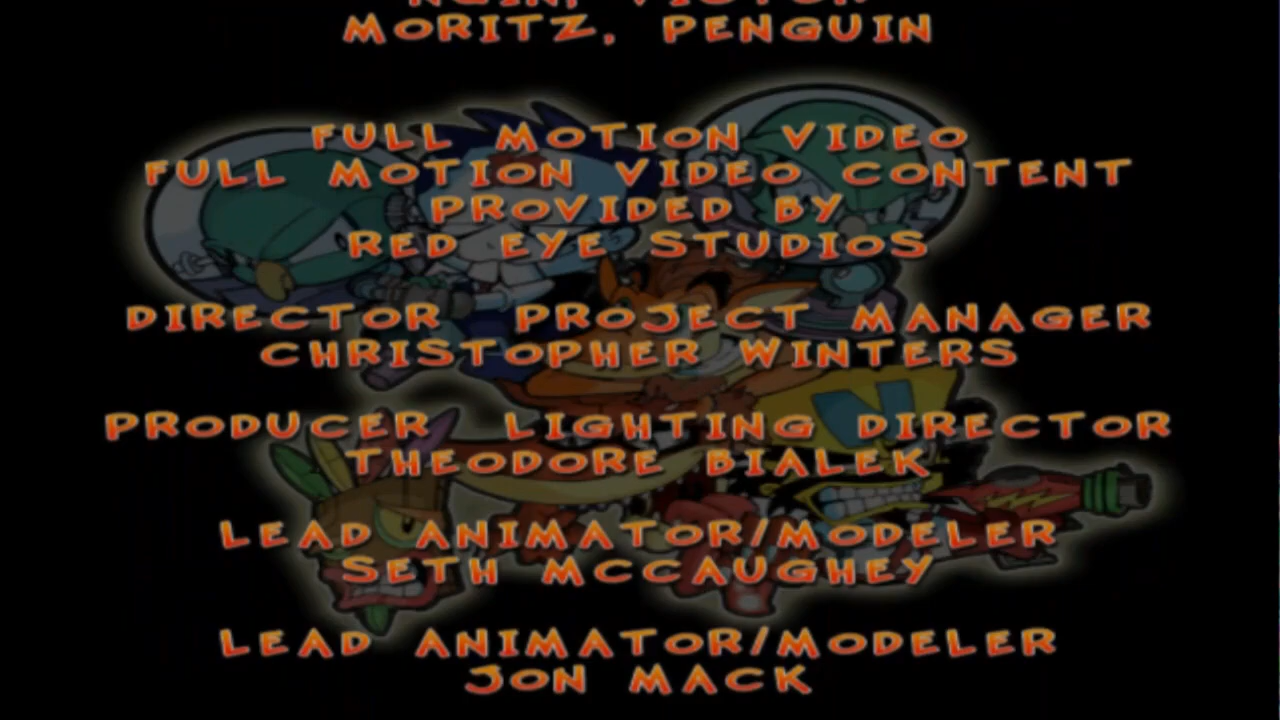 MORITZ, PENGUIN
FULL MOTION VIDEO
FULL MOTION VIDEO CONTENT
PROVIDED BY
RED EYE STUDIOS
DIRECTOR PROJECT MANAGER
CHRISTOPHER WINTERS
PRODUCER LIGHTING DIRECTOR
THEODORE BIALEK
LEAD ANIMATOR/MODELER
SETH MCCAUGHEY
LEAD ANIMATOR/MODELER
JON MACK